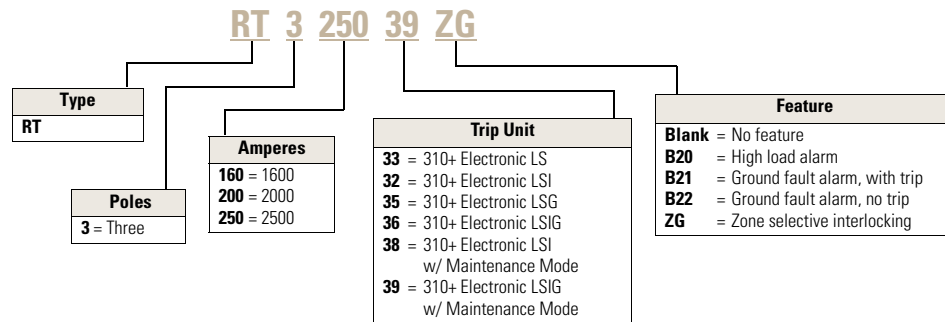 RT 3 250 39 ZG
Type
RT
Poles
3 = Three
Amperes
160 = 1600
200 = 2000
250 = 2500
Trip Unit
33 = 310+ Electronic LS
32 = 310+ Electronic LSI
35 = 310+ Electronic LSG
36 = 310+ Electronic LSIG
38 = 310+ Electronic LSI
w/ Maintenance Mode
39 = 310+ Electronic LSIG
w/ Maintenance Mode
Feature
Blank = No feature
B20 = High load alarm
B21 = Ground fault alarm, with trip
B22 = Ground fault alarm, no trip
ZG = Zone selective interlocking